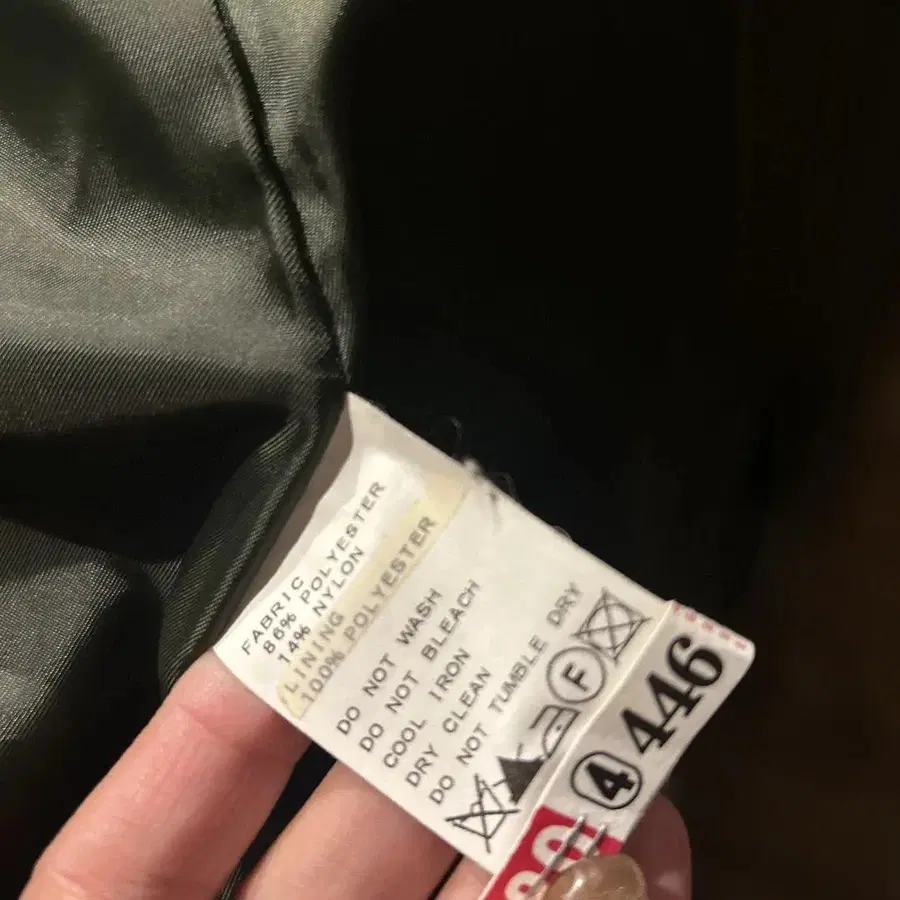 FABRIC
86% POLYESTER
14% NYLON
LINING
100% POLYESTER
DO NOT WASH
DO NOT BLEACH
COOL IRON
DRY CLEAN
DO NOT TUMBLE DRY
F
4 446